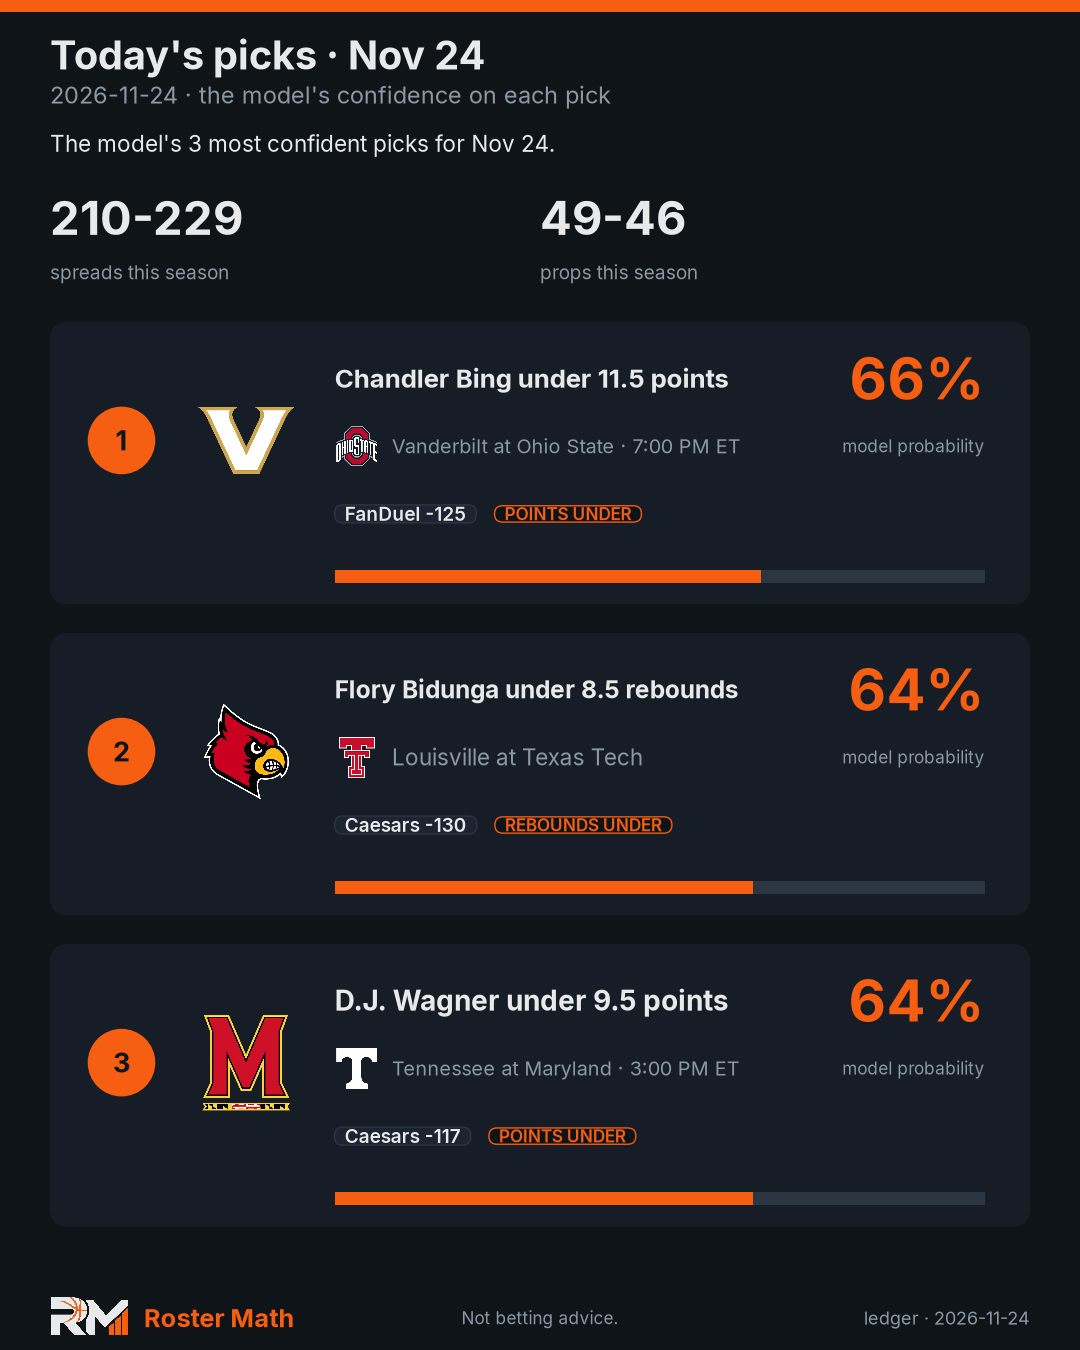 Today's picks · Nov 24
2026-11-24 · the model's confidence on each pick
The model's 3 most confident picks for Nov 24.
210-229
spreads this season
49-46
props this season
1
V
Chandler Bing under 11.5 points
OHIO STATE
Vanderbilt at Ohio State · 7:00 PM ET
FanDuel -125
POINTS UNDER
66%
model probability
2
Flory Bidunga under 8.5 rebounds
T
Louisville at Texas Tech
Caesars -130
REBOUNDS UNDER
64%
model probability
3
M
D.J. Wagner under 9.5 points
T
Tennessee at Maryland · 3:00 PM ET
Caesars -117
POINTS UNDER
64%
model probability
RM
Roster Math
Not betting advice.
ledger · 2026-11-24